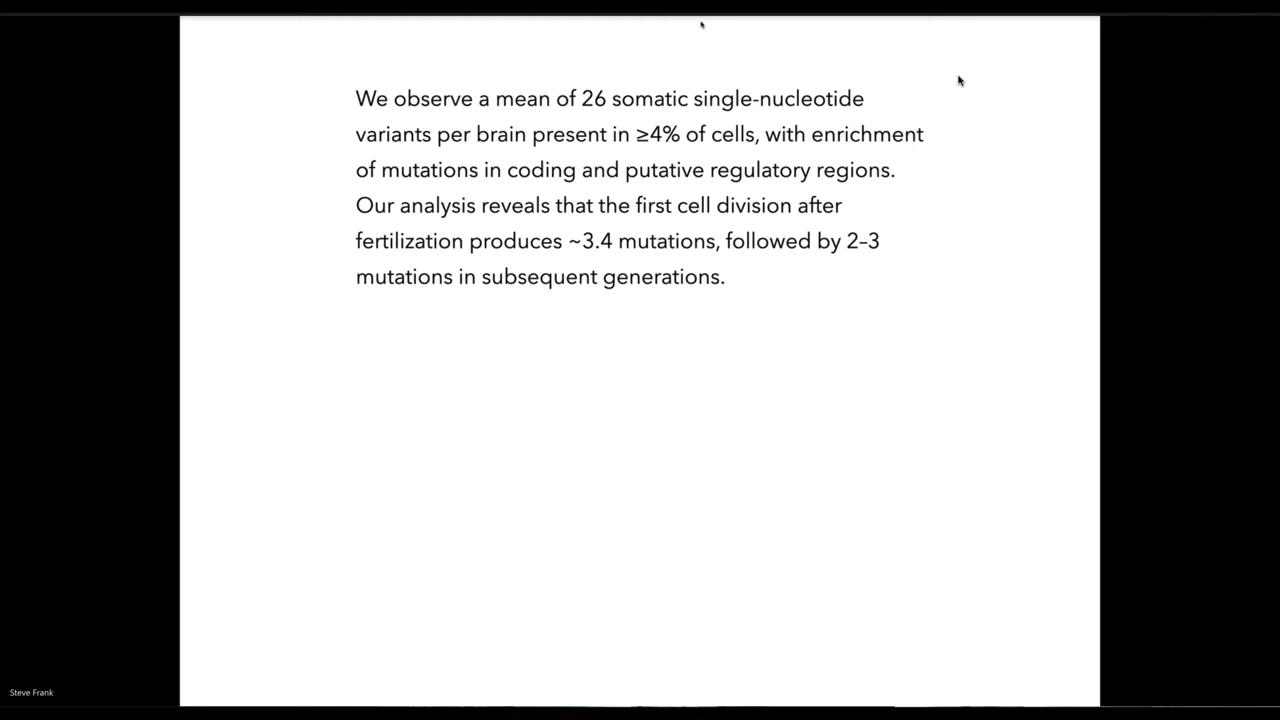 We observe a mean of 26 somatic single-nucleotide
variants per brain present in ≥4% of cells, with enrichment
of mutations in coding and putative regulatory regions.
Our analysis reveals that the first cell division after
fertilization produces ~3.4 mutations, followed by 2–3
mutations in subsequent generations.
Steve Frank